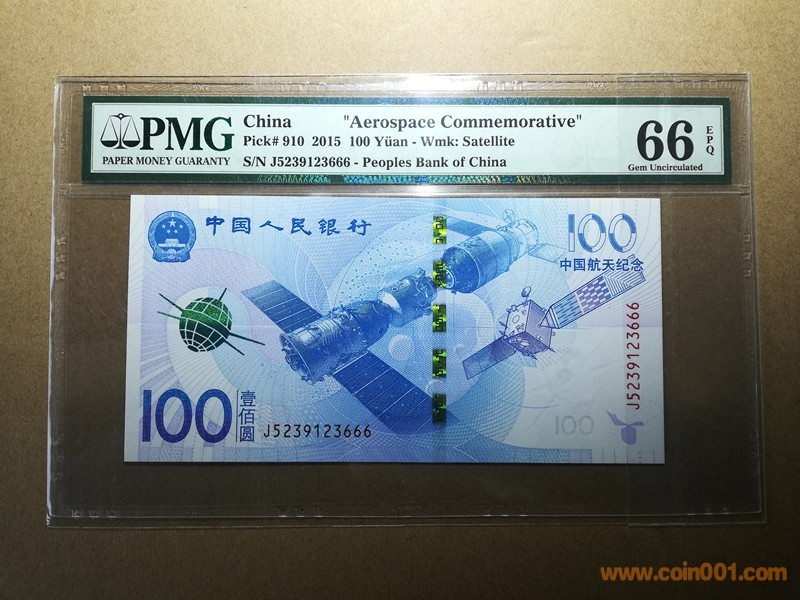 PMG
PAPER MONEY GUARANTY
China "Aerospace Commemorative"
Pick# 910 2015 100 Yüan - Wmk: Satellite
S/N J5239123666 - Peoples Bank of China
66 EPQ
Gem Uncirculated
中国人民银行
100
中国航天纪念
J5239123666
100
壹佰圆
J5239123666
100
www.coin001.com